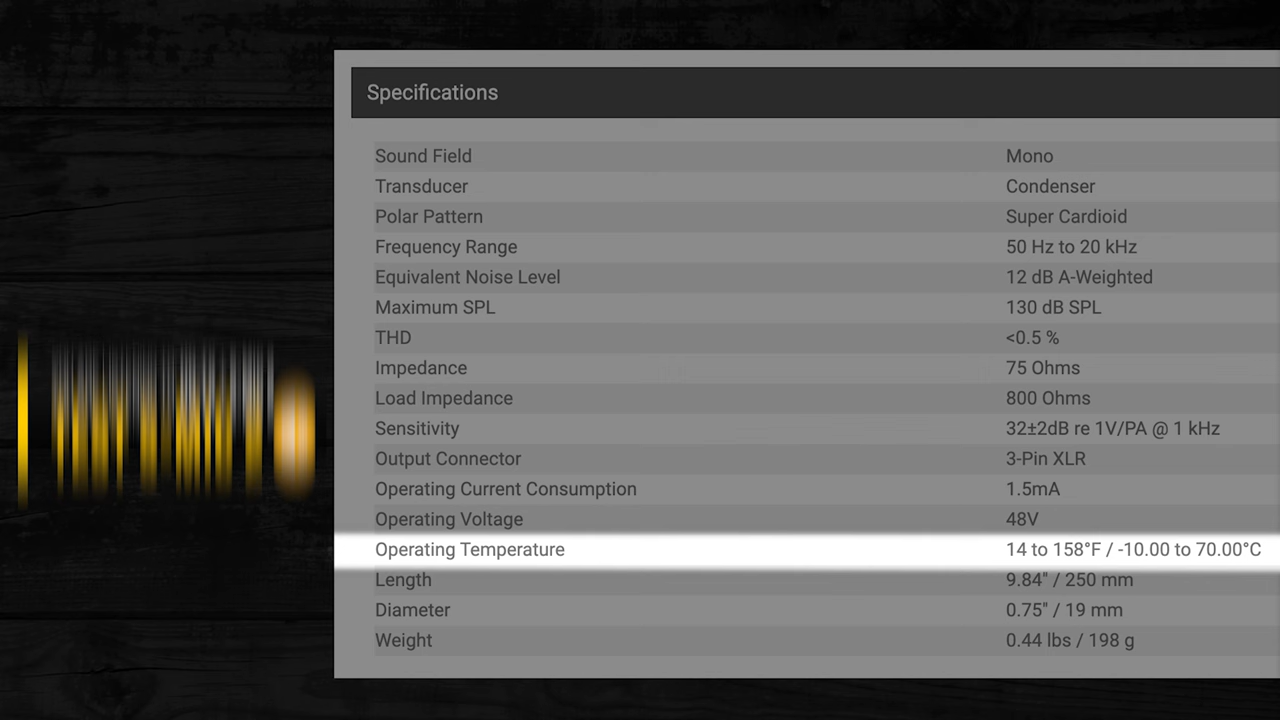 Specifications
Sound Field Mono
Transducer Condenser
Polar Pattern Super Cardioid
Frequency Range 50 Hz to 20 kHz
Equivalent Noise Level 12 dB A-Weighted
Maximum SPL 130 dB SPL
THD <0.5 %
Impedance 75 Ohms
Load Impedance 800 Ohms
Sensitivity 32±2dB re 1V/PA @ 1 kHz
Output Connector 3-Pin XLR
Operating Current Consumption 1.5mA
Operating Voltage 48V
Operating Temperature 14 to 158°F / -10.00 to 70.00°C
Length 9.84" / 250 mm
Diameter 0.75" / 19 mm
Weight 0.44 lbs / 198 g